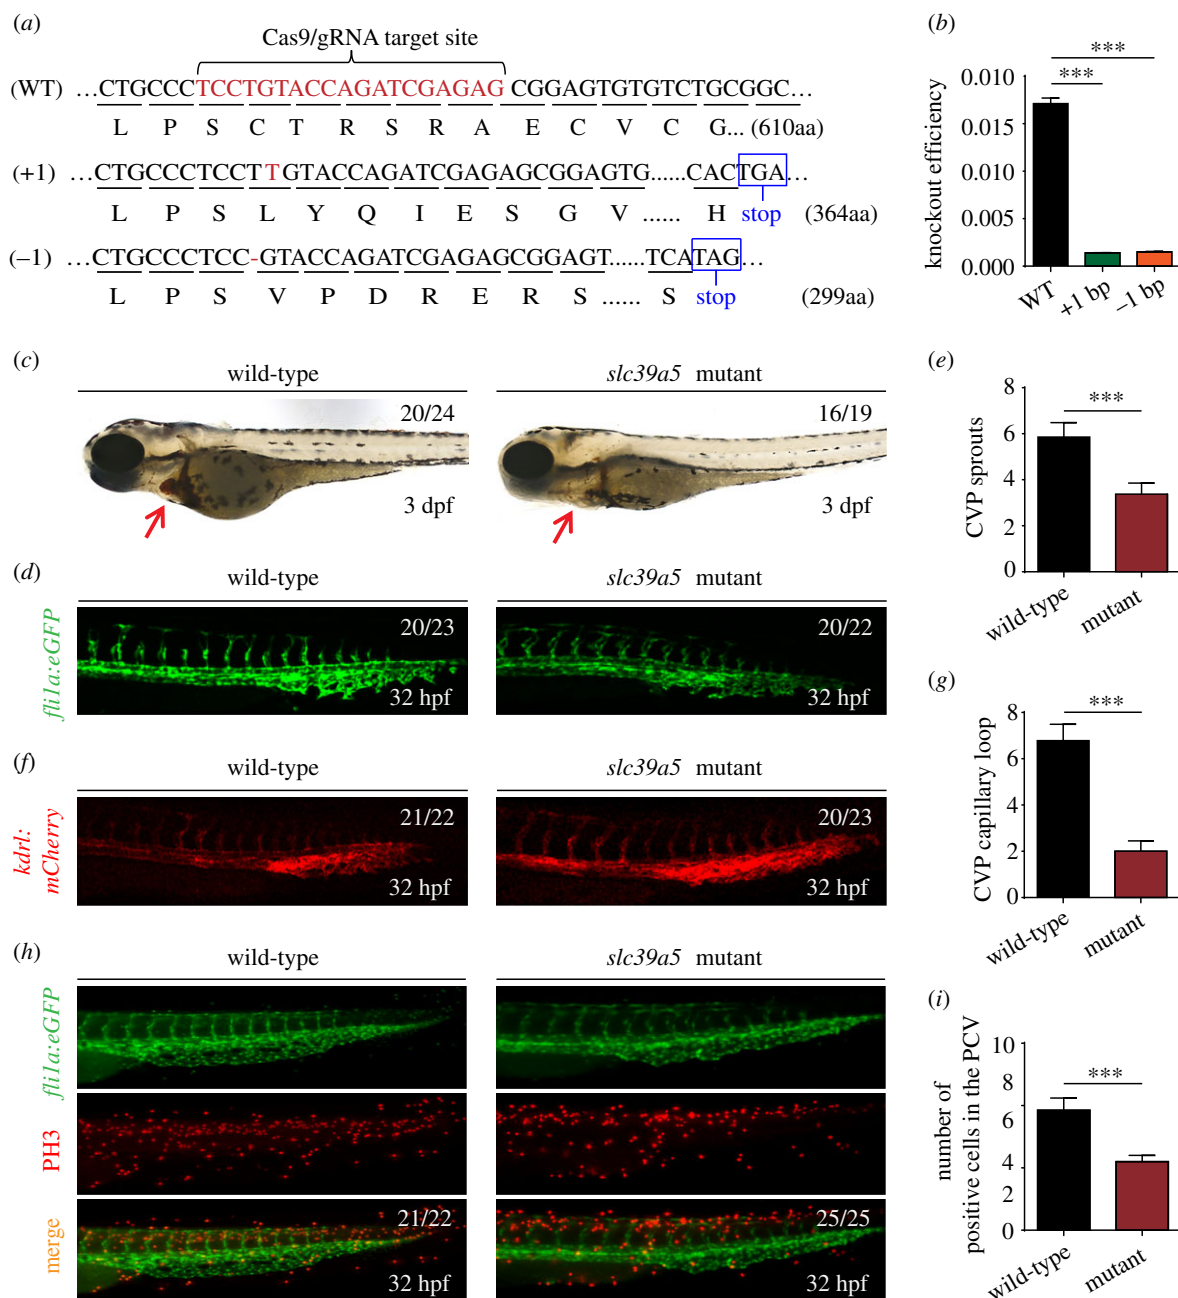 (a)
Cas9/gRNA target site
(WT) ...CTGCCCTCCTGTACCAGATCGAGAGCGGAGTGTGTCTGCGGC...
L P S C T R S R A E C V C G... (610aa)
(+1) ...CTGCCCTCCTTGTACCAGATCGAGAGCGGAGTG......CACTGA...
L P S L Y Q I E S G V ...... H stop (364aa)
(–1) ...CTGCCCTCC-GTACCAGATCGAGAGCGGAGT......TCATAG...
L P S V P D R E R S ...... S stop (299aa)
(b)
***
***
knockout efficiency
0.010
0.015
0.010
0.005
0.000
WT
+1 bp
–1 bp
(c)
wild-type
slc39a5 mutant
20/24
16/19
3 dpf
3 dpf
(d)
wild-type
slc39a5 mutant
fli1a:eGFP
20/23
20/22
32 hpf
32 hpf
(e)
***
CVP sprouts
8
6
4
2
0
wild-type
mutant
(f)
wild-type
slc39a5 mutant
kdrl:
mCherry
21/22
20/23
32 hpf
32 hpf
(g)
***
CVP capillary loop
8
6
4
2
0
wild-type
mutant
(h)
wild-type
slc39a5 mutant
fli1a:eGFP
PH3
merge
21/22
25/25
32 hpf
32 hpf
(i)
***
number of
positive cells in the PCV
10
8
6
4
2
0
wild-type
mutant